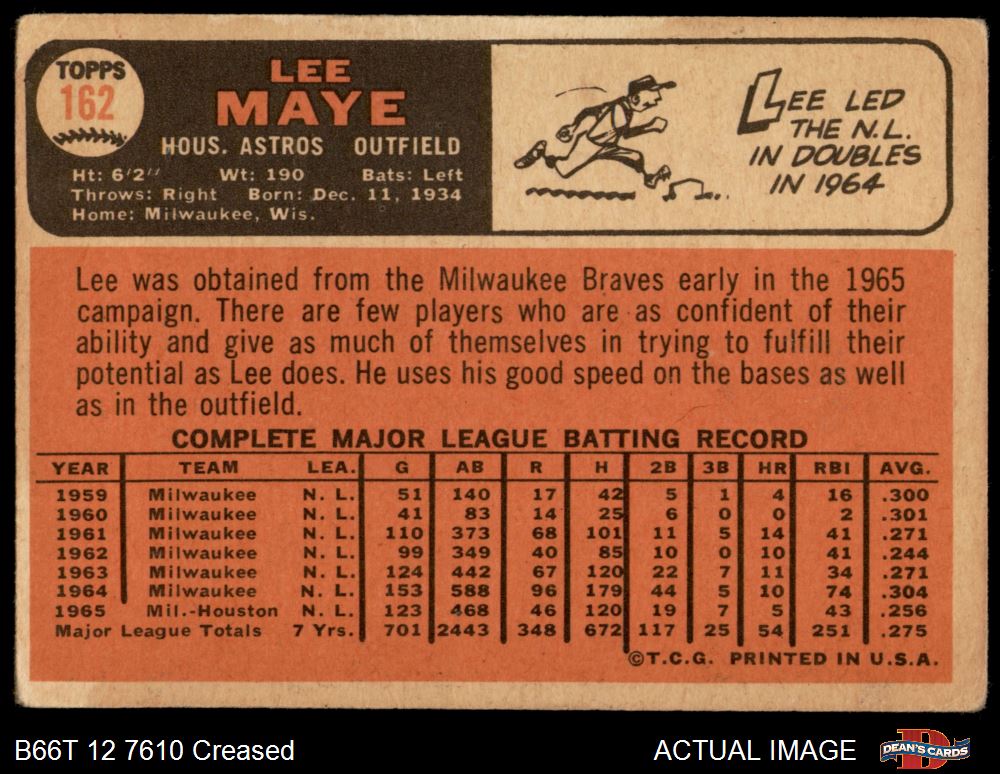 TOPPS
162
LEE
MAYE
HOUS. ASTROS OUTFIELD
Ht: 6'2" Wt: 190 Bats: Left
Throws: Right Born: Dec. 11, 1934
Home: Milwaukee, Wis.
LEE LED
THE N.L.
IN DOUBLES
IN 1964
Lee was obtained from the Milwaukee Braves early in the 1965
campaign. There are few players who are as confident of their
ability and give as much of themselves in trying to fulfill their
potential as Lee does. He uses his good speed on the bases as well
as in the outfield.
COMPLETE MAJOR LEAGUE BATTING RECORD
YEAR TEAM LEA. G AB R H 2B 3B HR RBI AVG.
1959 Milwaukee N. L. 51 140 17 42 5 1 4 16 .300
1960 Milwaukee N. L. 41 83 14 25 6 0 0 2 .301
1961 Milwaukee N. L. 110 373 68 101 11 5 14 41 .271
1962 Milwaukee N. L. 99 349 40 85 10 0 10 41 .244
1963 Milwaukee N. L. 124 442 67 120 22 7 11 34 .271
1964 Milwaukee N. L. 153 588 96 179 44 5 10 74 .304
1965 Mil.-Houston N. L. 123 468 46 120 19 7 5 43 .256
Major League Totals 7 Yrs. 701 2443 348 672 117 25 54 251 .275
©T.C.G. PRINTED IN U.S.A.
B66T 12 7610 Creased
ACTUAL IMAGE
DEAN'S CARDS